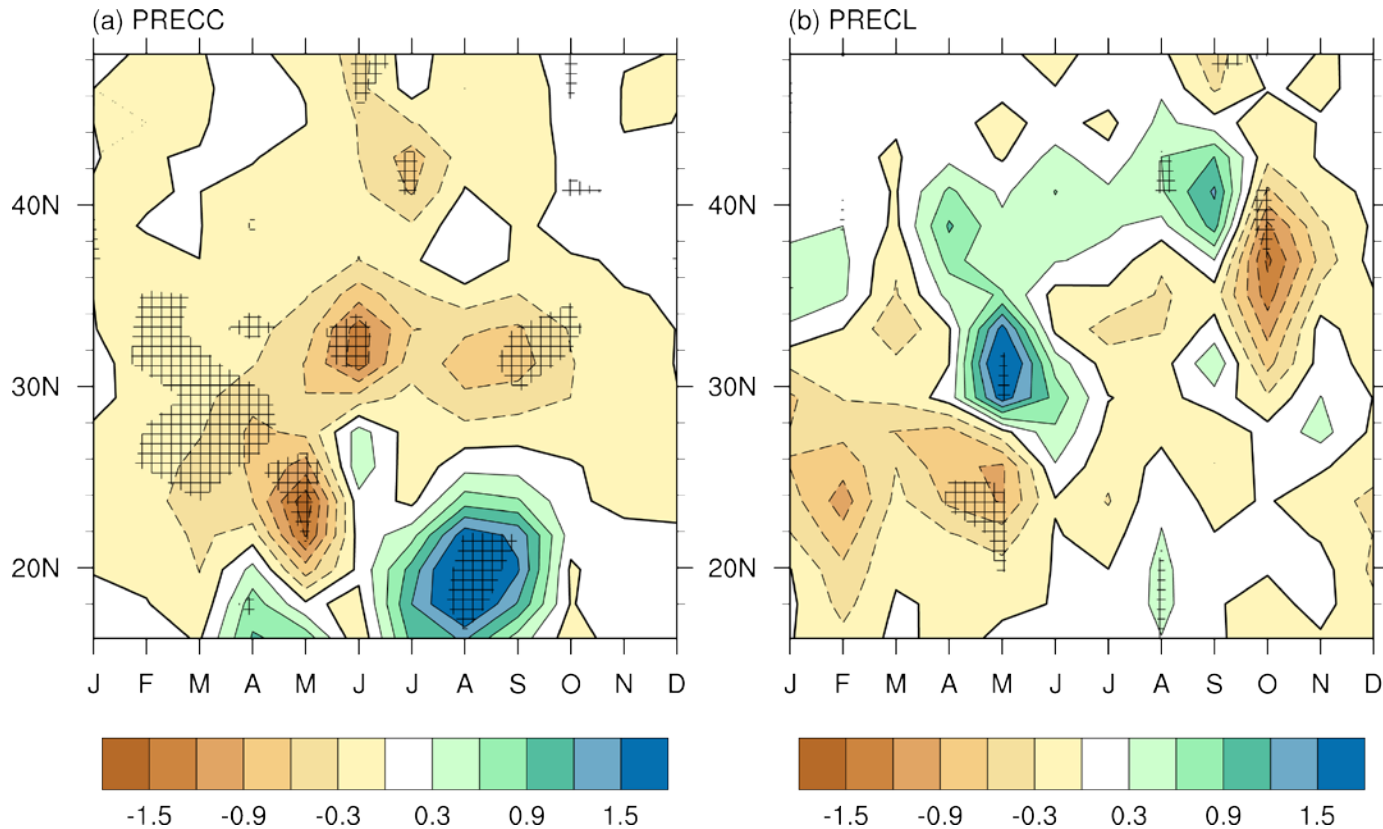 (a) PRECC
(b) PRECL
40N
30N
20N
40N
30N
20N
J F M A M J J A S O N D
J F M A M J J A S O N D
-1.5 -0.9 -0.3 0.3 0.9 1.5
-1.5 -0.9 -0.3 0.3 0.9 1.5